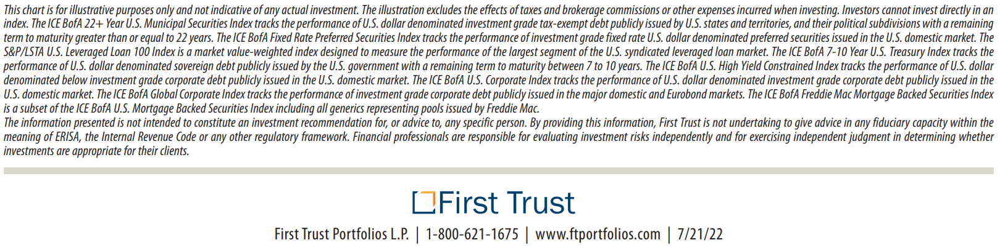 This chart is for illustrative purposes only and not indicative of any actual investment. The illustration excludes the effects of taxes and brokerage commissions or other expenses incurred when investing. Investors cannot invest directly in an
index. The ICE BofA 22+ Year U.S. Municipal Securities Index tracks the performance of U.S. dollar denominated investment grade tax-exempt debt publicly issued by U.S. states and territories, and their political subdivisions with a remaining
term to maturity greater than or equal to 22 years. The ICE BofA Fixed Rate Preferred Securities Index tracks the performance of investment grade fixed rate U.S. dollar denominated preferred securities issued in the U.S. domestic market. The
S&P/LSTA U.S. Leveraged Loan 100 Index is a market value-weighted index designed to measure the performance of the largest segment of the U.S. syndicated leveraged loan market. The ICE BofA 7-10 Year U.S. Treasury Index tracks the
performance of U.S. dollar denominated sovereign debt publicly issued by the U.S. government with a remaining term to maturity between 7 to 10 years. The ICE BofA U.S. High Yield Constrained Index tracks the performance of U.S. dollar
denominated below investment grade corporate debt publicly issued in the U.S. domestic market. The ICE BofA U.S. Corporate Index tracks the performance of U.S. dollar denominated investment grade corporate debt publicly issued in the
U.S. domestic market. The ICE BofA Global Corporate Index tracks the performance of investment grade corporate debt publicly issued in the major domestic and Eurobond markets. The ICE BofA Freddie Mac Mortgage Backed Securities Index
is a subset of the ICE BofA U.S. Mortgage Backed Securities Index including all generics representing pools issued by Freddie Mac.
The information presented is not intended to constitute an investment recommendation for, or advice to, any specific person. By providing this information, First Trust is not undertaking to give advice in any fiduciary capacity within the
meaning of ERISA, the Internal Revenue Code or any other regulatory framework. Financial professionals are responsible for evaluating investment risks independently and for exercising independent judgment in determining whether
investments are appropriate for their clients.
First Trust
First Trust Portfolios L.P. | 1-800-621-1675 | www.ftportfolios.com | 7/21/22